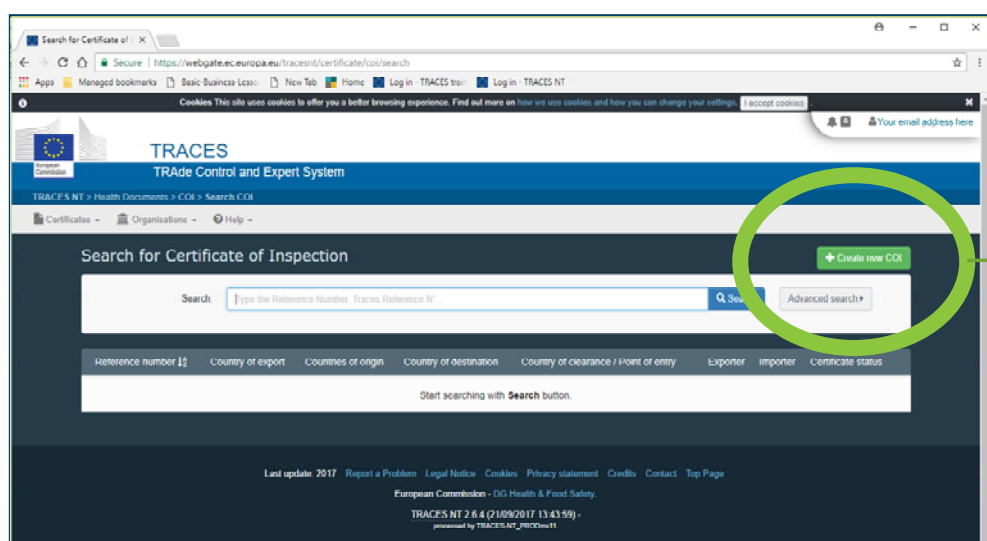 Search for Certificate of I
Secure | https://webgate.ec.europa.eu/tracesnt/certificate/coi/search
Apps Managed bookmarks Basic Business Lesso New Tab Home Log in - TRACES train Log in - TRACES NT
Cookies This site uses cookies to offer you a better browsing experience. Find out more on how we use cookies and how you can change your settings. I accept cookies
Your email address here
European
Commission
TRACES
TRAde Control and Expert System
TRACES NT > Health Documents > COI > Search COI
Certificates Organisations Help
Search for Certificate of Inspection
Create new COI
Search: Type the Reference Number, Traces Reference N°... Advanced search
Reference number Country of export Countries of origin Country of destination Country of clearance / Point of entry Exporter Importer Certificate status
Start searching with Search button.
Last update: 2017 Report a Problem Legal Notice Cookies Privacy statement Credits Contact Top Page
European Commission - DG Health & Food Safety.
TRACES NT 2.6.4 (21/09/2017 13:43:59) -